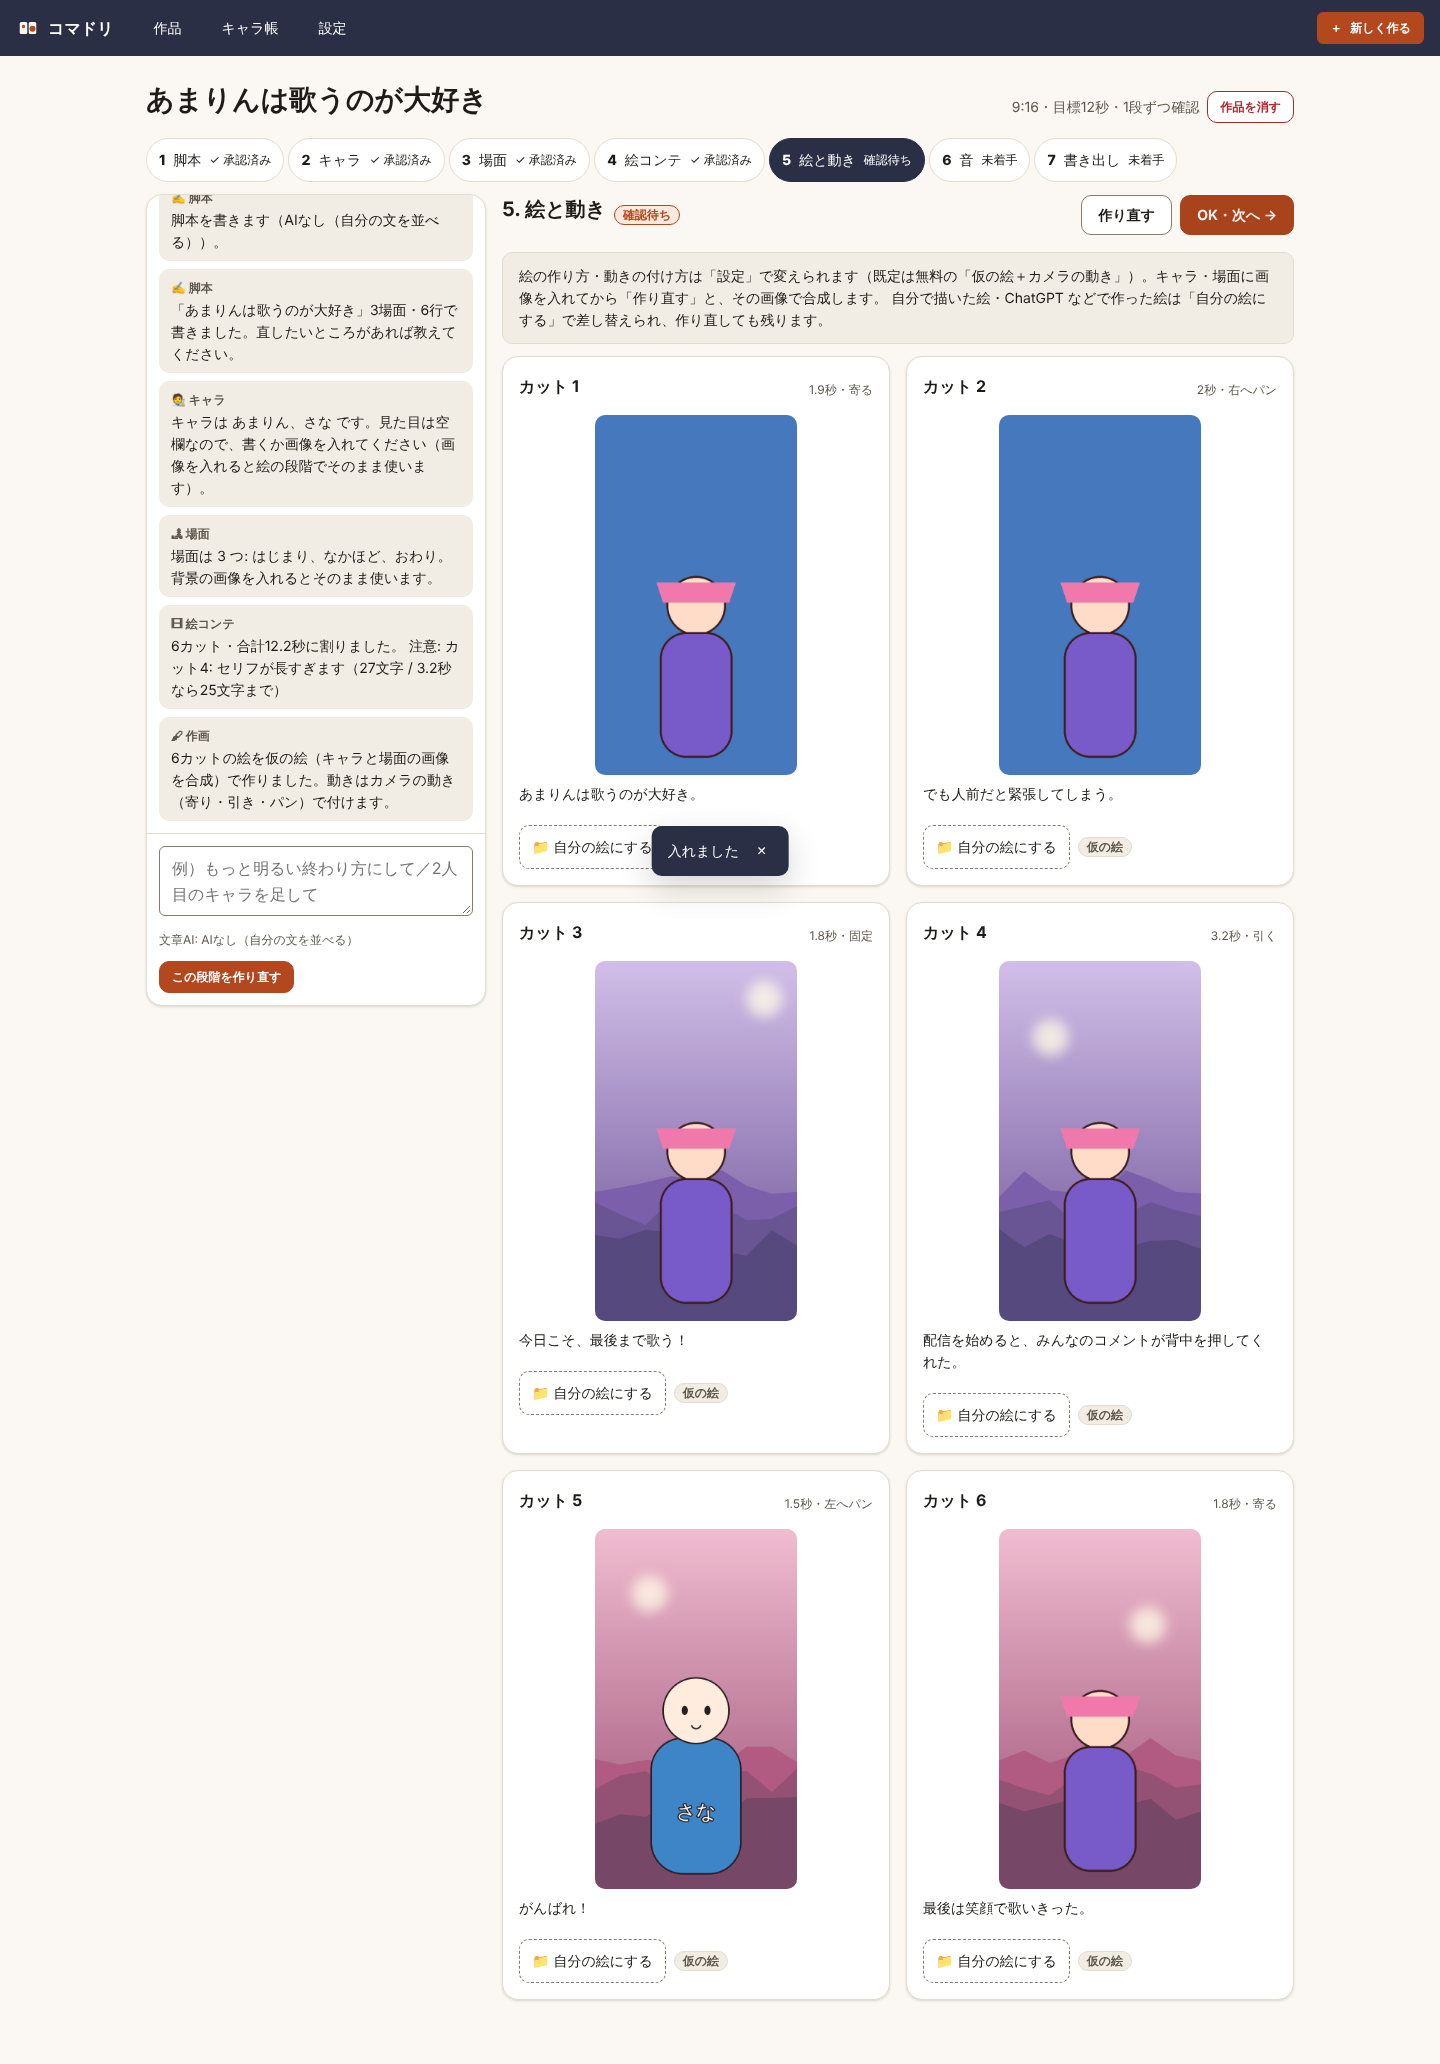 コマドリ
作品
キャラ帳
設定
+ 新しく作る
あまりんは歌うのが大好き
9:16・目標12秒・1段ずつ確認
作品を消す
1 脚本 ✓ 承認済み
2 キャラ ✓ 承認済み
3 場面 ✓ 承認済み
4 絵コンテ ✓ 承認済み
5 絵と動き 確認待ち
6 音 未着手
7 書き出し 未着手
脚本
脚本を書きます（AIなし（自分の文を並べ
る））。
脚本
「あまりんは歌うのが大好き」3場面・6行で
書きました。直したいところがあれば教えて
ください。
キャラ
キャラは あまりん、さな です。見た目は空
欄なので、書くか画像を入れてください（画
像を入れると絵の段階でそのまま使いま
す）。
場面
場面は 3 つ: はじまり、なかほど、おわり。
背景の画像を入れるとそのまま使います。
絵コンテ
6カット・合計12.2秒に割りました。 注意: カ
ット4: セリフが長すぎます（27文字 / 3.2秒
なら25文字まで）
作画
6カットの絵を仮の絵（キャラと場面の画像
を合成）で作りました。動きはカメラの動き
（寄り・引き・パン）で付けます。
例）もっと明るい終わり方にして／2人
目のキャラを足して
文章AI: AIなし（自分の文を並べる）
この段階を作り直す
5. 絵と動き
確認待ち
作り直す
OK・次へ →
絵の作り方・動きの付け方は「設定」で変えられます（既定は無料の「仮の絵＋カメラの動き」）。キャラ・場面に画
像を入れてから「作り直す」と、その画像で合成します。 自分で描いた絵・ChatGPT などで作った絵は「自分の絵に
する」で差し替えられ、作り直しても残ります。
カット 1
1.9秒・寄る
あまりんは歌うのが大好き。
自分の絵にする
カット 2
2秒・右へパン
でも人前だと緊張してしまう。
自分の絵にする
仮の絵
入れました ×
カット 3
1.8秒・固定
今日こそ、最後まで歌う！
自分の絵にする
仮の絵
カット 4
3.2秒・引く
配信を始めると、みんなのコメントが背中を押してく
れた。
自分の絵にする
仮の絵
カット 5
1.5秒・左へパン
さな
がんばれ！
自分の絵にする
仮の絵
カット 6
1.8秒・寄る
最後は笑顔で歌いきった。
自分の絵にする
仮の絵